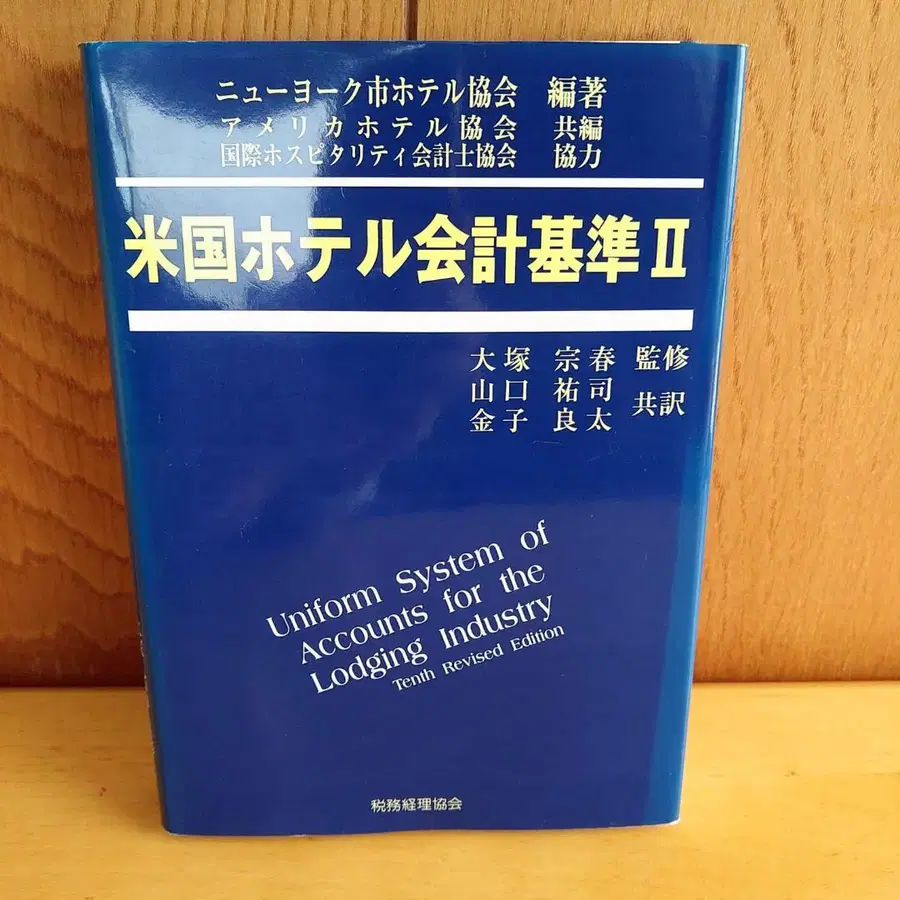 ニューヨーク市ホテル協会 編著
アメリカホテル協会 共編
国際ホスピタリティ会計士協会 協力
米国ホテル会計基準II
大塚 宗春 監修
山口 祐司 共訳
金子 良太
Uniform System of
Accounts for the
Lodging Industry
Tenth Revised Edition
税務経理協会